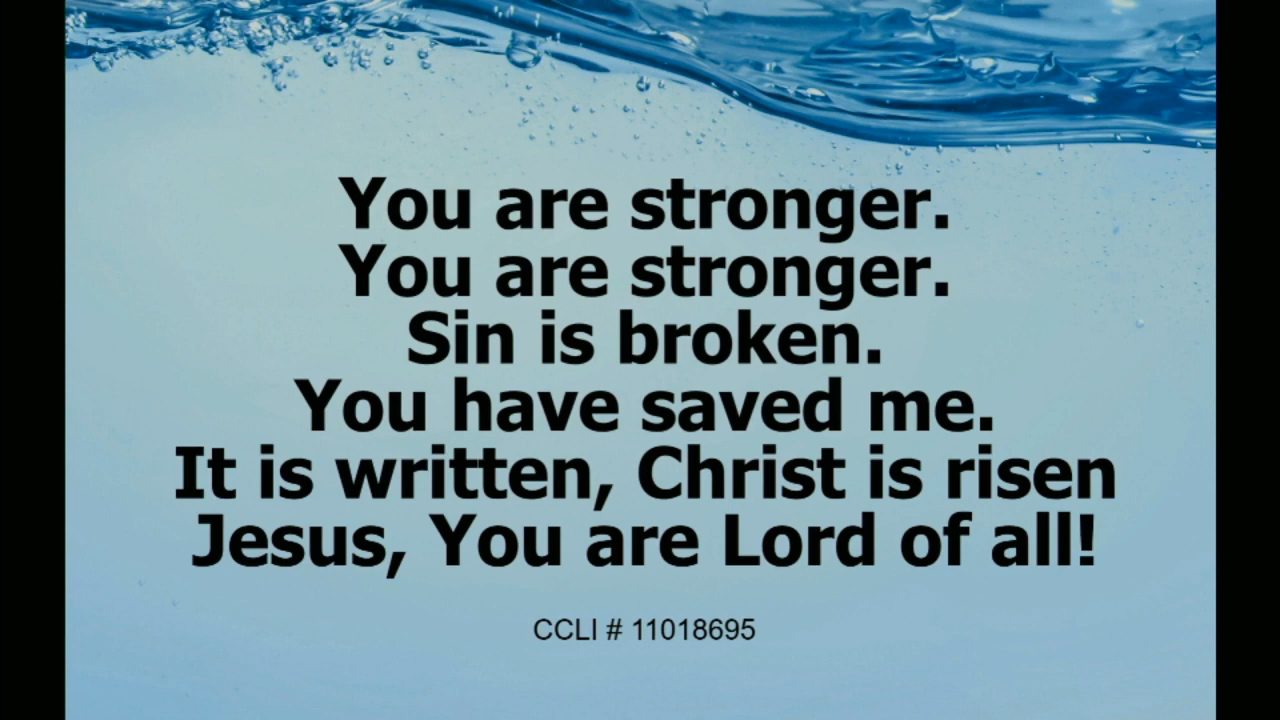 You are stronger.
You are stronger.
Sin is broken.
You have saved me.
It is written, Christ is risen
Jesus, You are Lord of all!
CCLI # 11018695